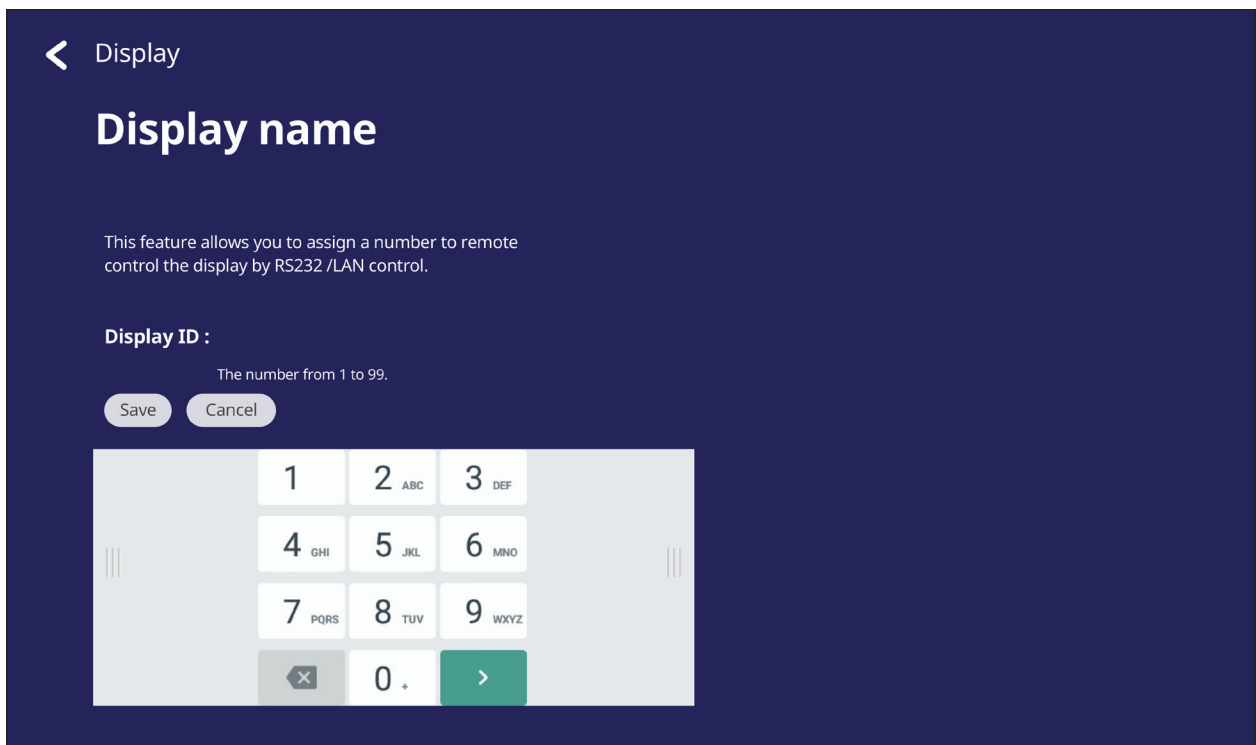 Display
Display name
This feature allows you to assign a number to remote
control the display by RS232 /LAN control.
Display ID :
The number from 1 to 99.
Save Cancel
1 2 ABC 3 DEF
4 GHI 5 JKL 6 MNO
7 PQRS 8 TUV 9 WXYZ
0 +